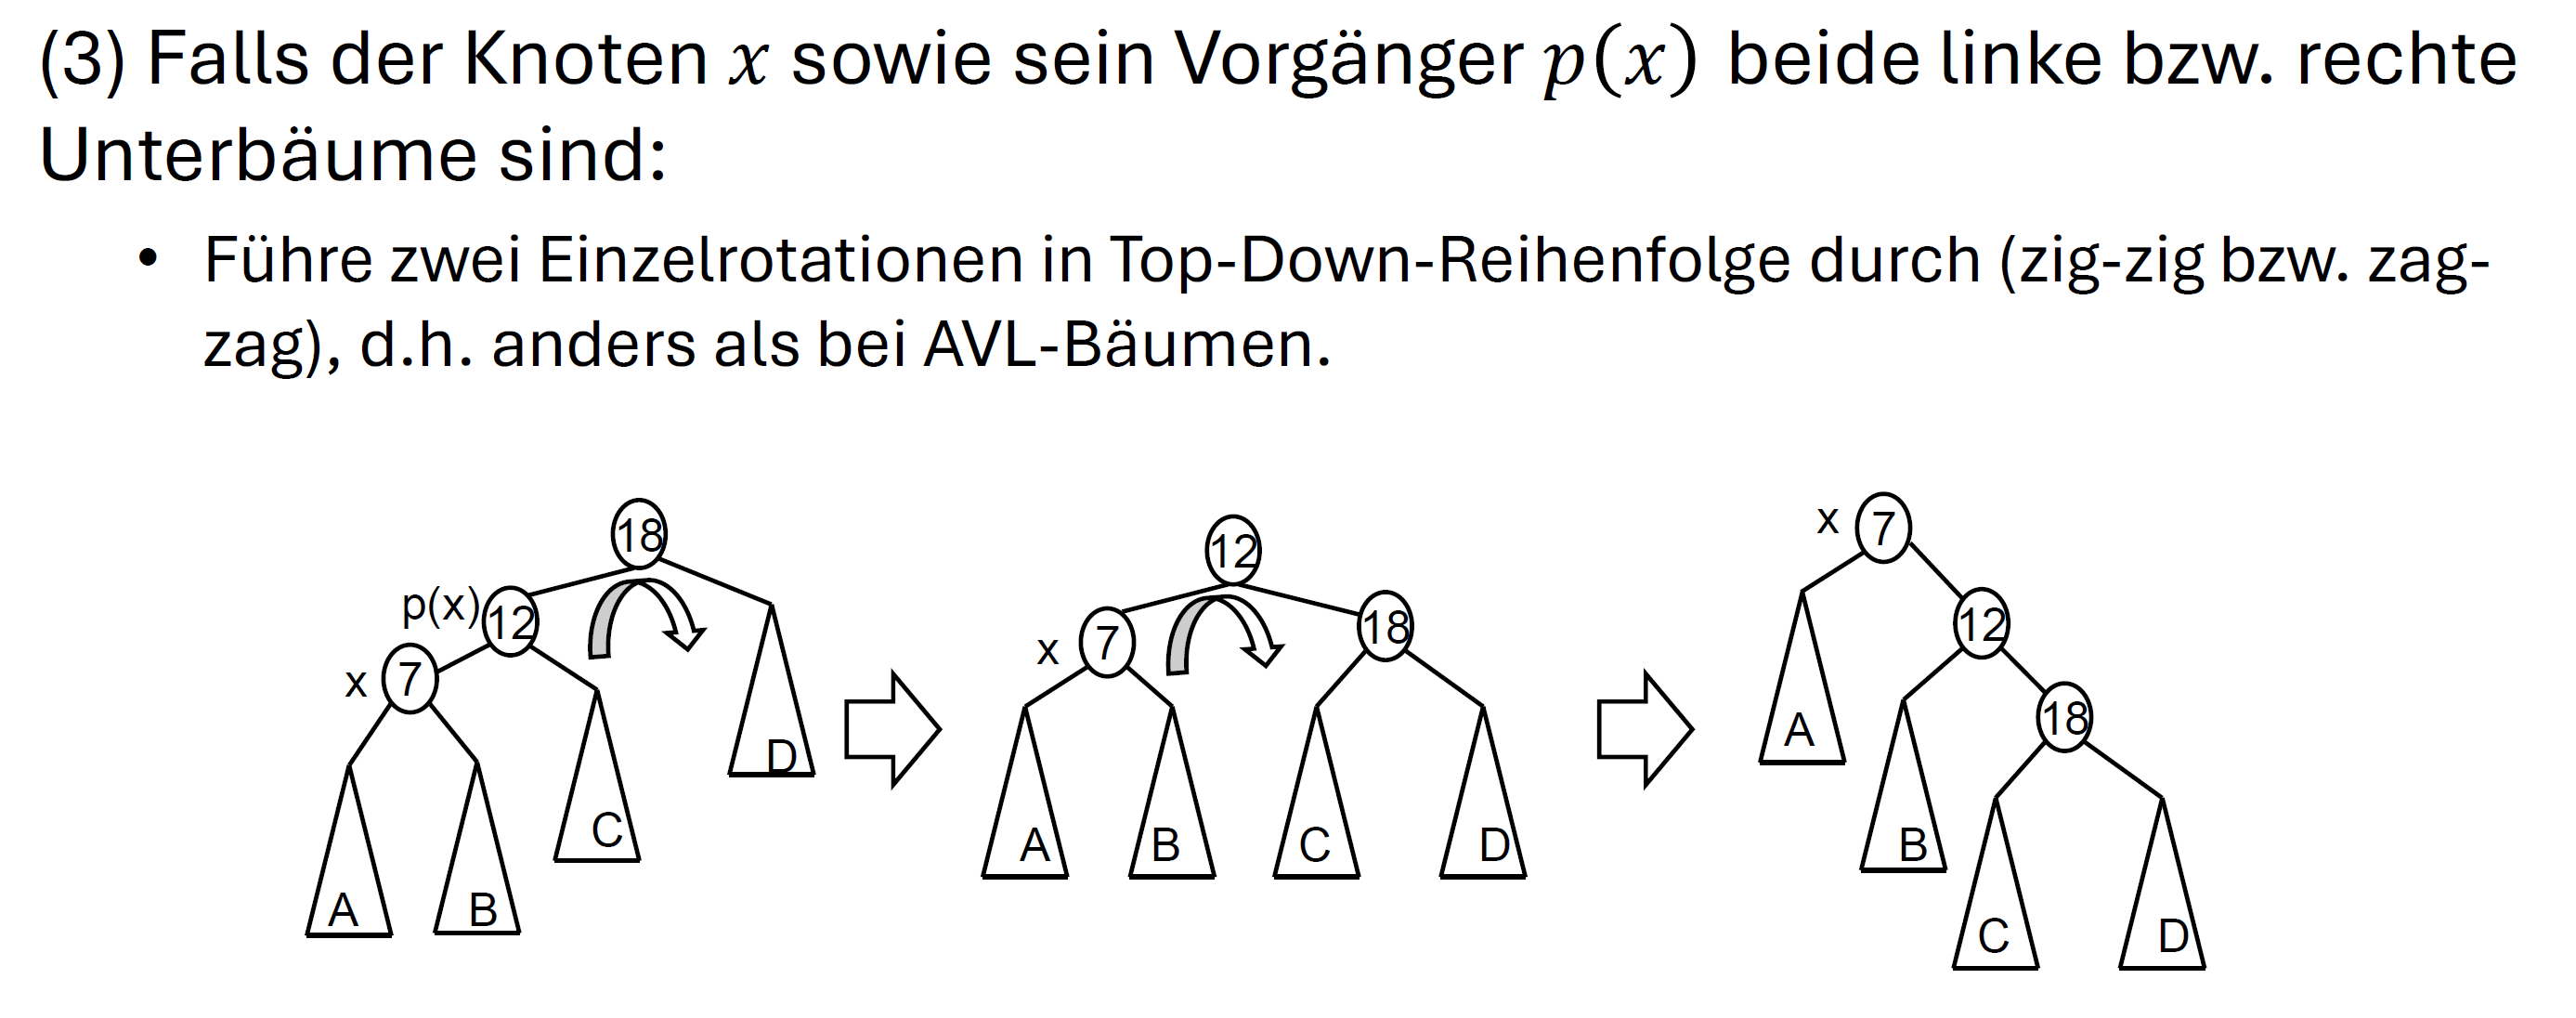 (3) Falls der Knoten x sowie sein Vorgänger p(x) beide linke bzw. rechte
Unterbäume sind:
• Führe zwei Einzelrotationen in Top-Down-Reihenfolge durch (zig-zig bzw. zag-
zag), d.h. anders als bei AVL-Bäumen.
18
p(x) 12
x 7
A
B
C
D
12
x 7
18
A
B
C
D
x 7
12
18
A
B
C
D